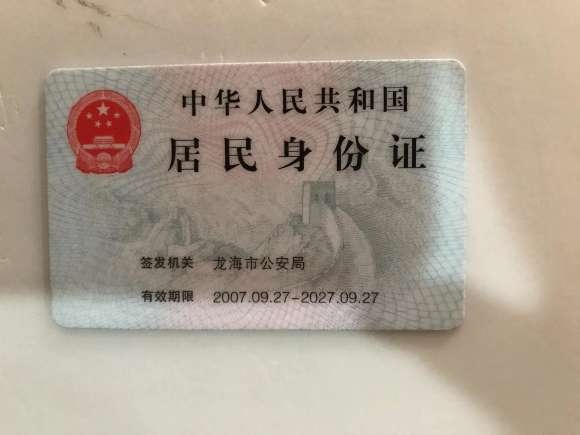 中华人民共和国
居民身份证
签发机关 龙海市公安局
有效期限 2007.09.27-2027.09.27